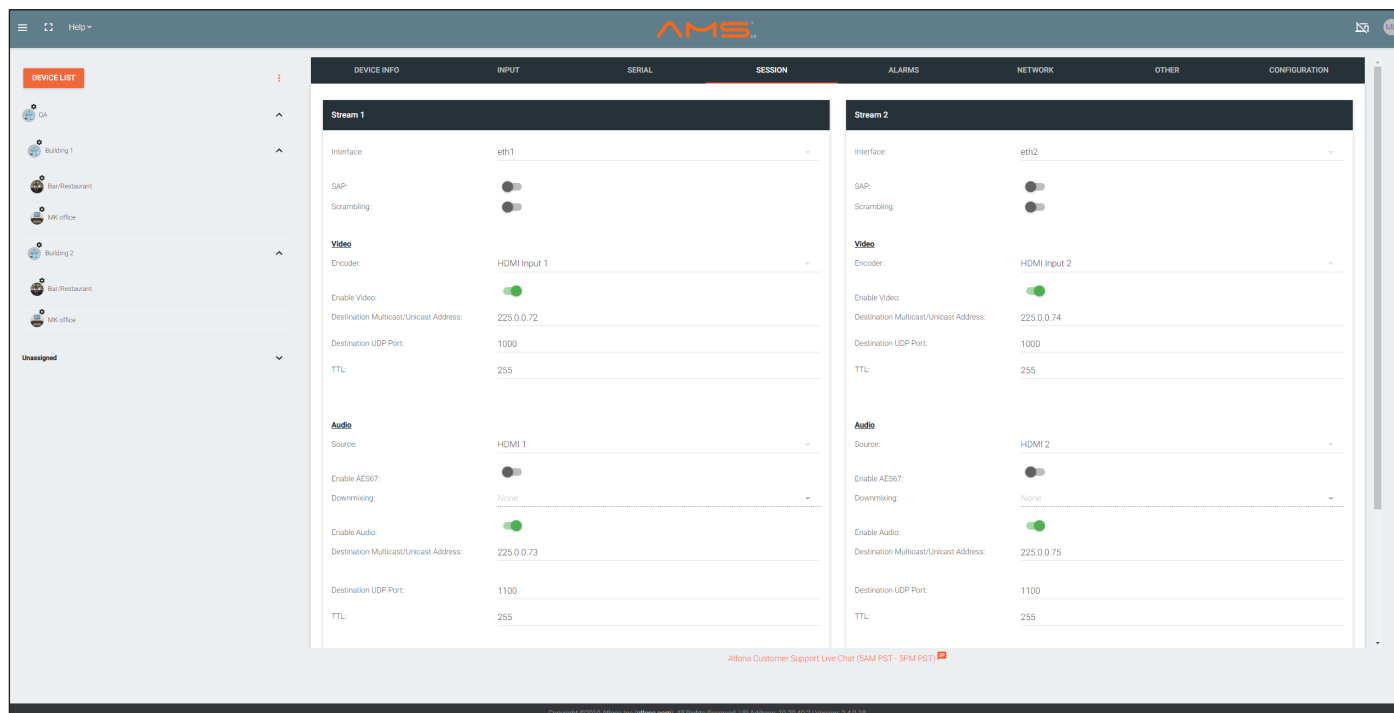 Help
AMS
MK
DEVICE LIST
QA
Building 1
Bar/Restaurant
MK office
Building 2
Bar/Restaurant
MK office
Unassigned
DEVICE INFO INPUT SERIAL SESSION ALARMS NETWORK OTHER CONFIGURATION
Stream 1
Interface: eth1
SAP:
Scrambling:
Video
Encoder: HDMI Input 1
Enable Video:
Destination Multicast/Unicast Address: 225.0.0.72
Destination UDP Port: 1000
TTL: 255
Audio
Source: HDMI 1
Enable AES67:
Downmixing: None
Enable Audio:
Destination Multicast/Unicast Address: 225.0.0.73
Destination UDP Port: 1100
TTL: 255
Stream 2
Interface: eth2
SAP:
Scrambling:
Video
Encoder: HDMI Input 2
Enable Video:
Destination Multicast/Unicast Address: 225.0.0.74
Destination UDP Port: 1000
TTL: 255
Audio
Source: HDMI 2
Enable AES67:
Downmixing: None
Enable Audio:
Destination Multicast/Unicast Address: 225.0.0.75
Destination UDP Port: 1100
TTL: 255
Atlona Customer Support Live Chat (5AM PST - 5PM PST)